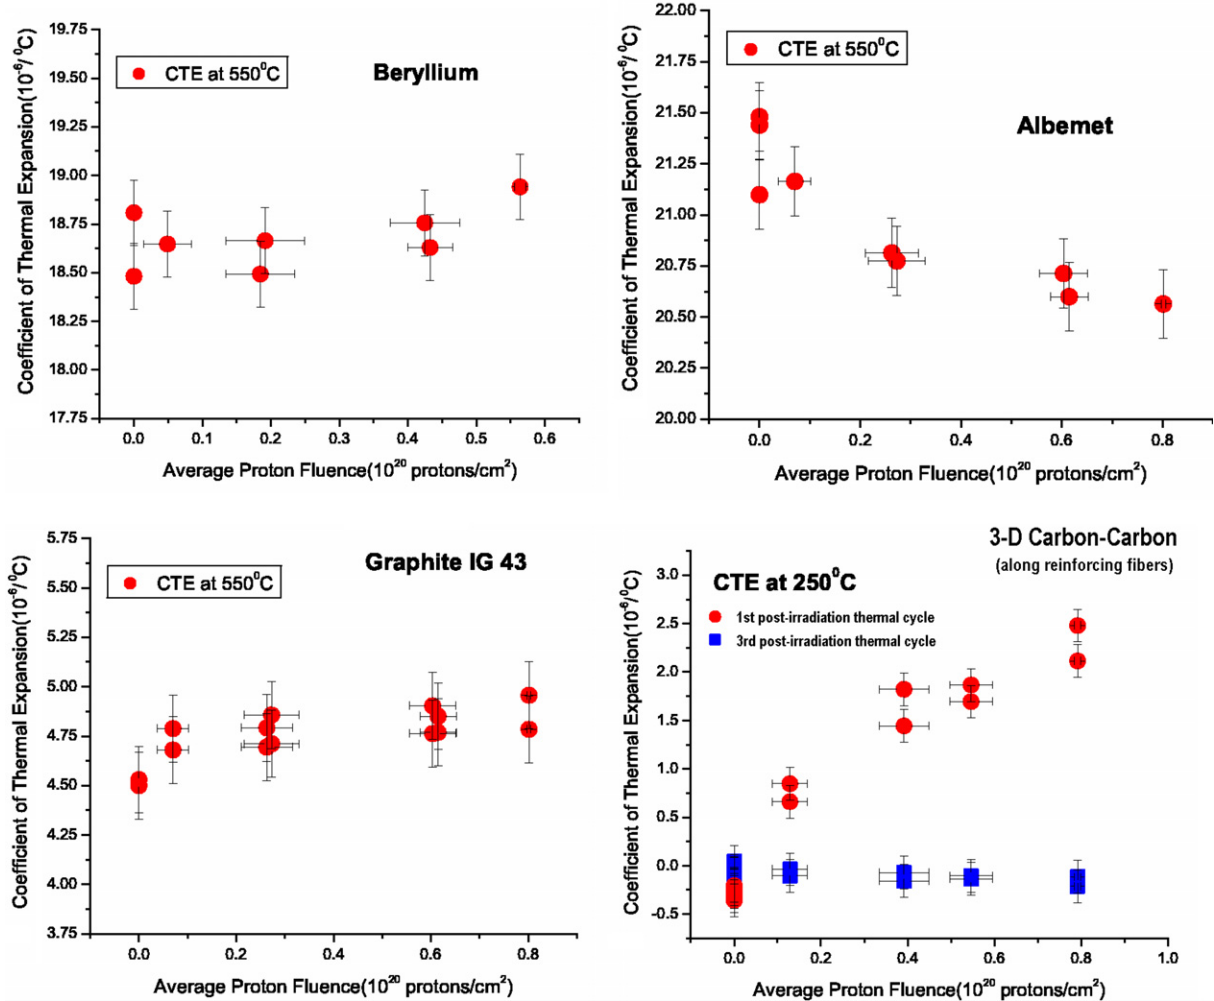 19.75
19.50
19.25
19.00
18.75
18.50
18.25
18.00
17.75
Coefficient of Thermal Expansion(10⁻⁶/⁰C)
CTE at 550⁰C
Beryllium
0.0 0.1 0.2 0.3 0.4 0.5 0.6
Average Proton Fluence(10²⁰ protons/cm²)
22.00
21.75
21.50
21.25
21.00
20.75
20.50
20.25
20.00
Coefficient of Thermal Expansion(10⁻⁶/⁰C)
CTE at 550⁰C
Albemet
0.0 0.2 0.4 0.6 0.8
Average Proton Fluence(10²⁰ protons/cm²)
5.75
5.50
5.25
5.00
4.75
4.50
4.25
4.00
3.75
Coefficient of Thermal Expansion(10⁻⁶/⁰C)
CTE at 550⁰C
Graphite IG 43
0.0 0.2 0.4 0.6 0.8
Average Proton Fluence(10²⁰ protons/cm²)
3-D Carbon-Carbon
(along reinforcing fibers)
3.0
2.5
2.0
1.5
1.0
0.5
0.0
-0.5
Coefficient of Thermal Expansion(10⁻⁶/⁰C)
CTE at 250⁰C
1st post-irradiation thermal cycle
3rd post-irradiation thermal cycle
0.0 0.2 0.4 0.6 0.8 1.0
Average Proton Fluence(10²⁰ protons/cm²)